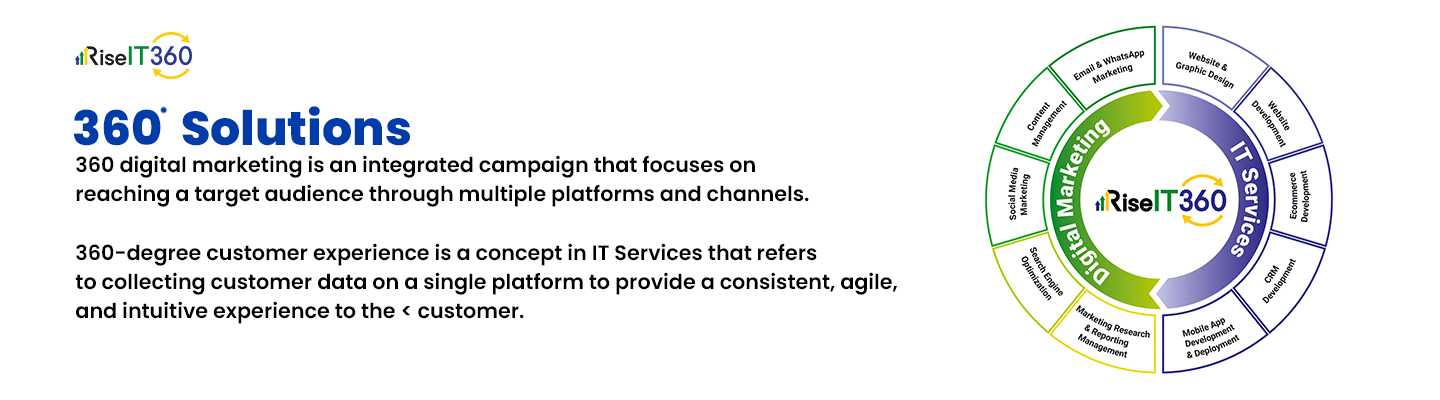 RiseIT360
360° Solutions
360 digital marketing is an integrated campaign that focuses on
reaching a target audience through multiple platforms and channels.
360-degree customer experience is a concept in IT Services that refers
to collecting customer data on a single platform to provide a consistent, agile,
and intuitive experience to the < customer.
Email & WhatsApp
Marketing
Website &
Graphic Design
Content
Management
Website
Development
Social Media
Marketing
Ecommerce
Development
Search Engine
Optimization
CRM
Development
Marketing Research
& Reporting
Management
Mobile App
Development
& Deployment
Digital Marketing
IT Services
RiseIT360